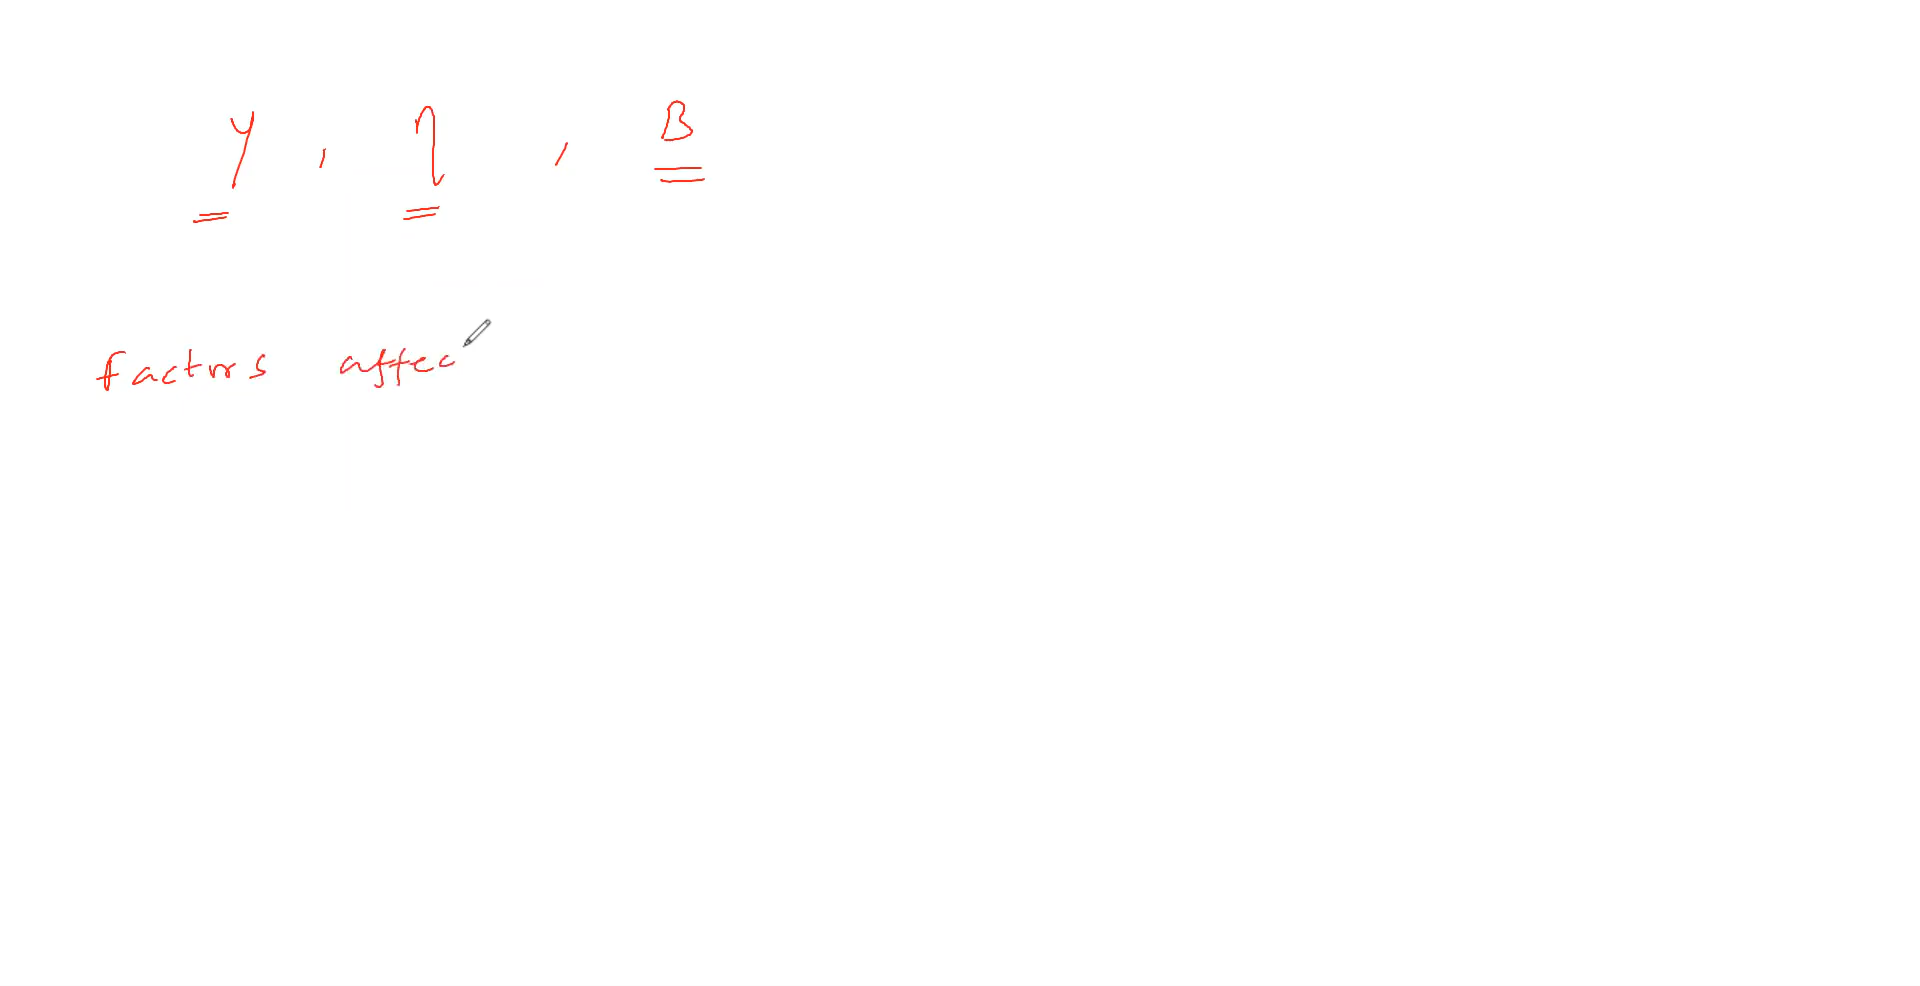 Y , η , B
factors affec